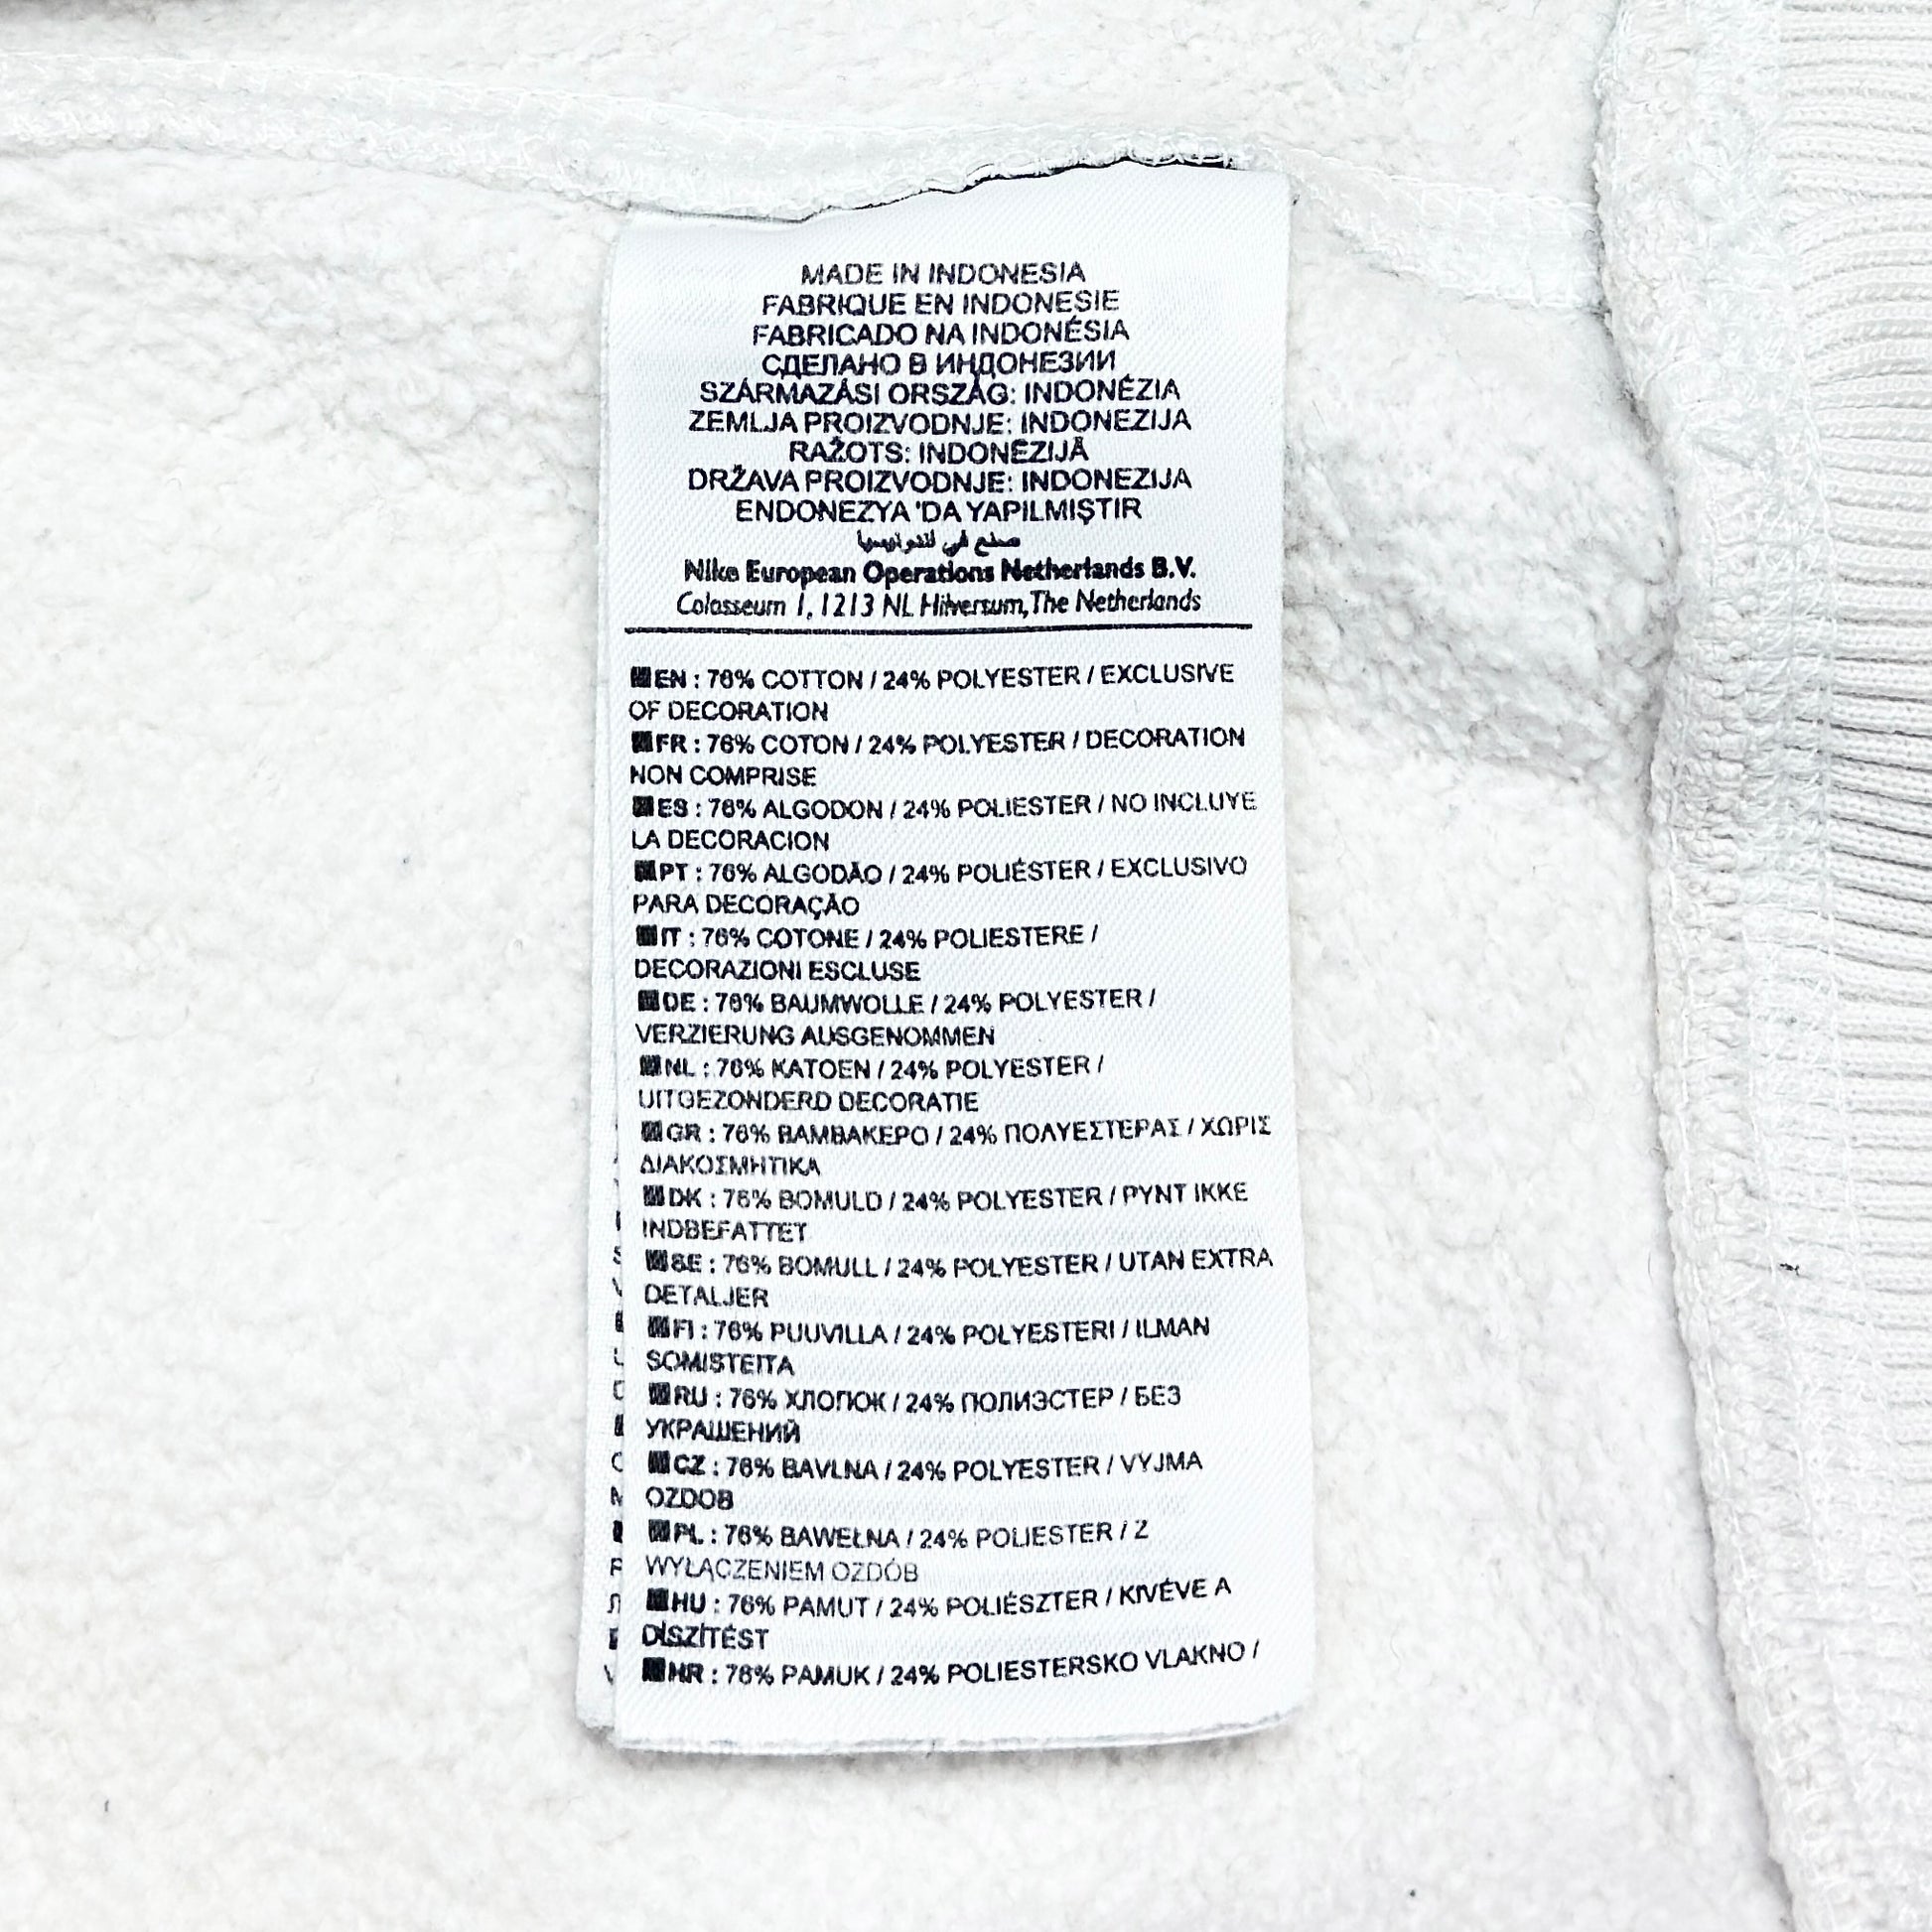 MADE IN INDONESIA
FABRIQUE EN INDONESIE
FABRICADO NA INDONÉSIA
СДЕЛАНО В ИНДОНЕЗИИ
SZÁRMAZÁSI ORSZÁG: INDONÉZIA
ZEMLJA PROIZVODNJE: INDONEZIJA
RAŽOTS: INDONĒZIJĀ
DRŽAVA PROIZVODNJE: INDONEZIJA
ENDONEZYA 'DA YAPILMIŞTIR
صنع في اندونيسيا
Nike European Operations Netherlands B.V.
Colosseum 1, 1213 NL Hilversum, The Netherlands
EN : 76% COTTON / 24% POLYESTER / EXCLUSIVE
OF DECORATION
FR : 76% COTON / 24% POLYESTER / DECORATION
NON COMPRISE
ES : 76% ALGODON / 24% POLIESTER / NO INCLUYE
LA DECORACION
PT : 76% ALGODÃO / 24% POLIÉSTER / EXCLUSIVO
PARA DECORAÇÃO
IT : 76% COTONE / 24% POLIESTERE /
DECORAZIONI ESCLUSE
DE : 76% BAUMWOLLE / 24% POLYESTER /
VERZIERUNG AUSGENOMMEN
NL : 76% KATOEN / 24% POLYESTER /
UITGEZONDERD DECORATIE
GR : 76% ΒΑΜΒΑΚΕΡΟ / 24% ΠΟΛΥΕΣΤΕΡΑΣ / ΧΩΡΙΣ
ΔΙΑΚΟΣΜΗΤΙΚΑ
DK : 76% BOMULD / 24% POLYESTER / PYNT IKKE
INDBEFATTET
SE : 76% BOMULL / 24% POLYESTER / UTAN EXTRA
DETALJER
FI : 76% PUUVILLA / 24% POLYESTERI / ILMAN
SOMISTEITA
RU : 76% ХЛОПОК / 24% ПОЛИЭСТЕР / БЕЗ
УКРАШЕНИЙ
CZ : 76% BAVLNA / 24% POLYESTER / VYJMA
OZDOB
PL : 76% BAWEŁNA / 24% POLIESTER / Z
WYŁĄCZENIEM OZDÓB
HU : 76% PAMUT / 24% POLIÉSZTER / KIVÉVE A
DÍSZÍTÉST
HR : 76% PAMUK / 24% POLIESTERSKO VLAKNO /